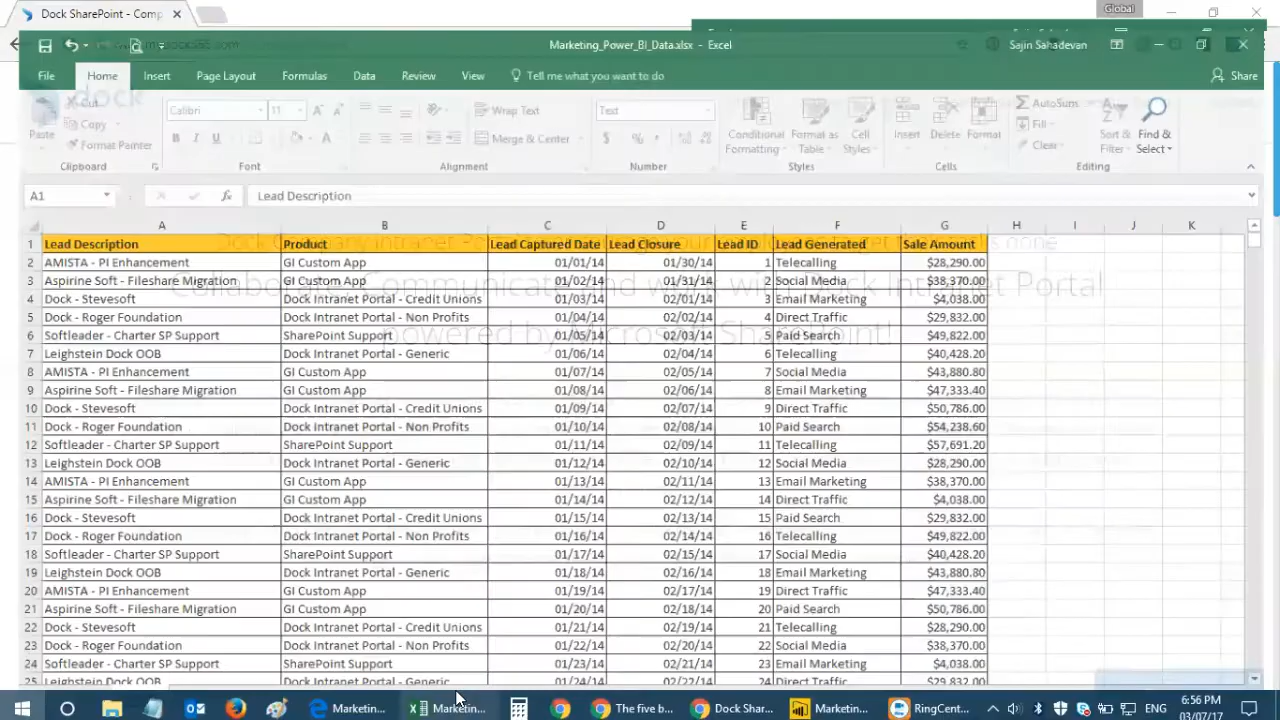 Dock SharePoint - Comp
Global
Marketing_Power_BI_Data.xlsx - Excel
Sajin Sahadevan
File Home Insert Page Layout Formulas Data Review View Tell me what you want to do Share
dock
Paste Cut Copy Format Painter
Calibri 11
B I U
Wrap Text Merge & Center
Text
$ %
Conditional Formatting Format as Table Cell Styles
Insert Delete Format
AutoSum Fill Clear
Sort & Filter Find & Select
Clipboard Font Alignment Number Styles Cells Editing
A1 fx Lead Description
A B C D E F G H I J K
1 Lead Description Product Lead Captured Date Lead Closure Lead ID Lead Generated Sale Amount
2 AMISTA - PI Enhancement GI Custom App 01/01/14 01/30/14 1 Telecalling $28,290.00
3 Aspirine Soft - Fileshare Migration GI Custom App 01/02/14 01/31/14 2 Social Media $38,370.00
4 Dock - Stevesoft Dock Intranet Portal - Credit Unions 01/03/14 02/01/14 3 Email Marketing $4,038.00
5 Dock - Roger Foundation Dock Intranet Portal - Non Profits 01/04/14 02/02/14 4 Direct Traffic $29,832.00
6 Softleader - Charter SP Support SharePoint Support 01/05/14 02/03/14 5 Paid Search $49,822.00
7 Leighstein Dock OOB Dock Intranet Portal - Generic 01/06/14 02/04/14 6 Telecalling $40,428.20
8 AMISTA - PI Enhancement GI Custom App 01/07/14 02/05/14 7 Social Media $43,880.80
9 Aspirine Soft - Fileshare Migration GI Custom App 01/08/14 02/06/14 8 Email Marketing $47,333.40
10 Dock - Stevesoft Dock Intranet Portal - Credit Unions 01/09/14 02/07/14 9 Direct Traffic $50,786.00
11 Dock - Roger Foundation Dock Intranet Portal - Non Profits 01/10/14 02/08/14 10 Paid Search $54,238.60
12 Softleader - Charter SP Support SharePoint Support 01/11/14 02/09/14 11 Telecalling $57,691.20
13 Leighstein Dock OOB Dock Intranet Portal - Generic 01/12/14 02/10/14 12 Social Media $28,290.00
14 AMISTA - PI Enhancement GI Custom App 01/13/14 02/11/14 13 Email Marketing $38,370.00
15 Aspirine Soft - Fileshare Migration GI Custom App 01/14/14 02/12/14 14 Direct Traffic $4,038.00
16 Dock - Stevesoft Dock Intranet Portal - Credit Unions 01/15/14 02/13/14 15 Paid Search $29,832.00
17 Dock - Roger Foundation Dock Intranet Portal - Non Profits 01/16/14 02/14/14 16 Telecalling $49,822.00
18 Softleader - Charter SP Support SharePoint Support 01/17/14 02/15/14 17 Social Media $40,428.20
19 Leighstein Dock OOB Dock Intranet Portal - Generic 01/18/14 02/16/14 18 Email Marketing $43,880.80
20 AMISTA - PI Enhancement GI Custom App 01/19/14 02/17/14 19 Direct Traffic $47,333.40
21 Aspirine Soft - Fileshare Migration GI Custom App 01/20/14 02/18/14 20 Paid Search $50,786.00
22 Dock - Stevesoft Dock Intranet Portal - Credit Unions 01/21/14 02/19/14 21 Telecalling $28,290.00
23 Dock - Roger Foundation Dock Intranet Portal - Non Profits 01/22/14 02/20/14 22 Social Media $38,370.00
24 Softleader - Charter SP Support SharePoint Support 01/23/14 02/21/14 23 Email Marketing $4,038.00
25 Leighstein Dock OOB Dock Intranet Portal - Generic 01/24/14 02/22/14 24 Direct Traffic $29,832.00
Collaborate, Communicate and work with Dock Intranet Portal
powered by Microsoft SharePoint!
Marketin... Marketin... The five b... Dock Shar... Marketin... RingCent... ENG 6:56 PM
03/07/17